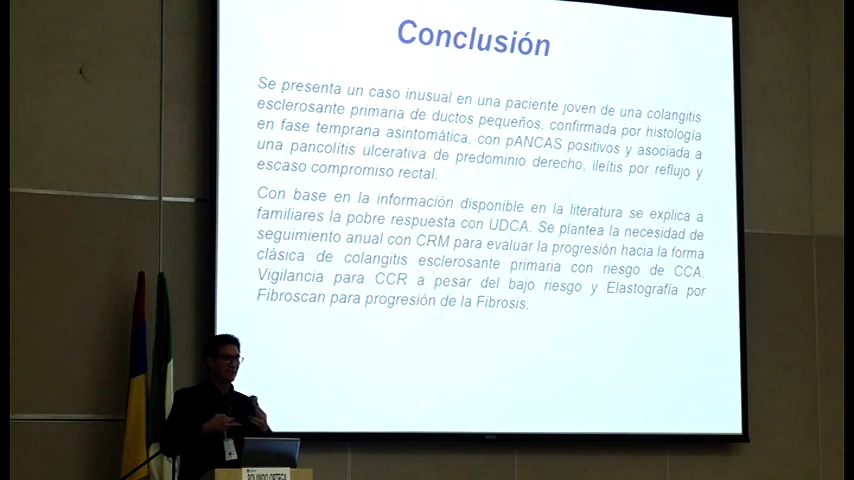 Conclusión
Se presenta un caso inusual en una paciente joven de una colangitis
esclerosante primaria de ductos pequeños, confirmada por histología
en fase temprana asintomática, con pANCAS positivos y asociada a
una pancolítis ulcerativa de predominio derecho, ileítis por reflujo y
escaso compromiso rectal.
Con base en la información disponible en la literatura se explica a
familiares la pobre respuesta con UDCA. Se plantea la necesidad de
seguimiento anual con CRM para evaluar la progresión hacia la forma
clásica de colangitis esclerosante primaria con riesgo de CCA.
Vigilancia para CCR a pesar del bajo riesgo y Elastografía por
Fibroscan para progresión de la Fibrosis.
ROLANDO ORTEGA